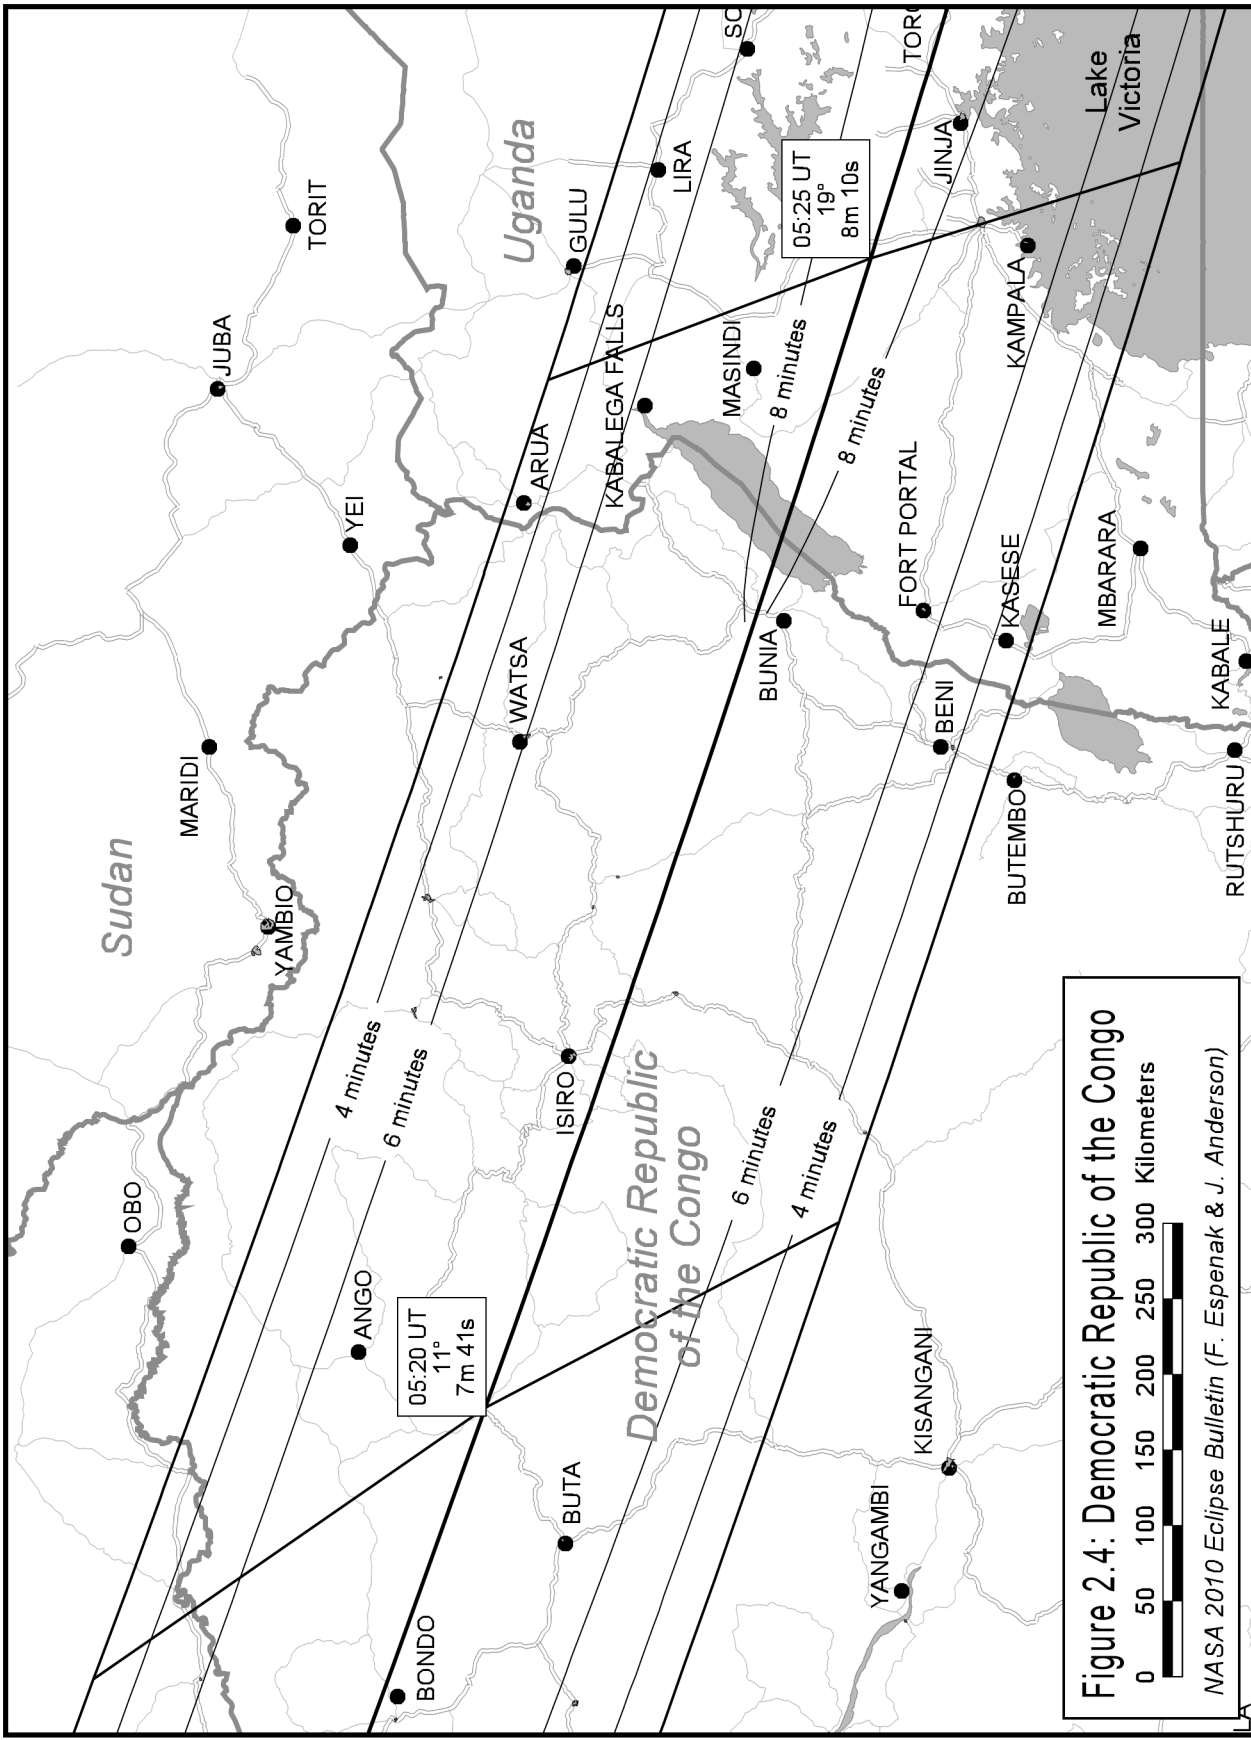 Sudan
Uganda
Democratic Republic
of the Congo
OBO
YAMBIO
MARIDI
JUBA
TORIT
YEI
ANGO
WATSA
ARUA
GULU
LIRA
SO
KABALEGA FALLS
MASINDI
BONDO
BUTA
ISIRO
BUNIA
FORT PORTAL
KASESE
KAMPALA
JINJA
TORO
Lake
Victoria
YANGAMBI
KISANGANI
BENI
BUTEMBO
MBARARA
KABALE
RUTSHURU
4 minutes
6 minutes
6 minutes
4 minutes
8 minutes
8 minutes
05:20 UT
11°
7m 41s
05:25 UT
19°
8m 10s
Figure 2.4: Democratic Republic of the Congo
0 50 100 150 200 250 300 Kilometers
NASA 2010 Eclipse Bulletin (F. Espenak & J. Anderson)